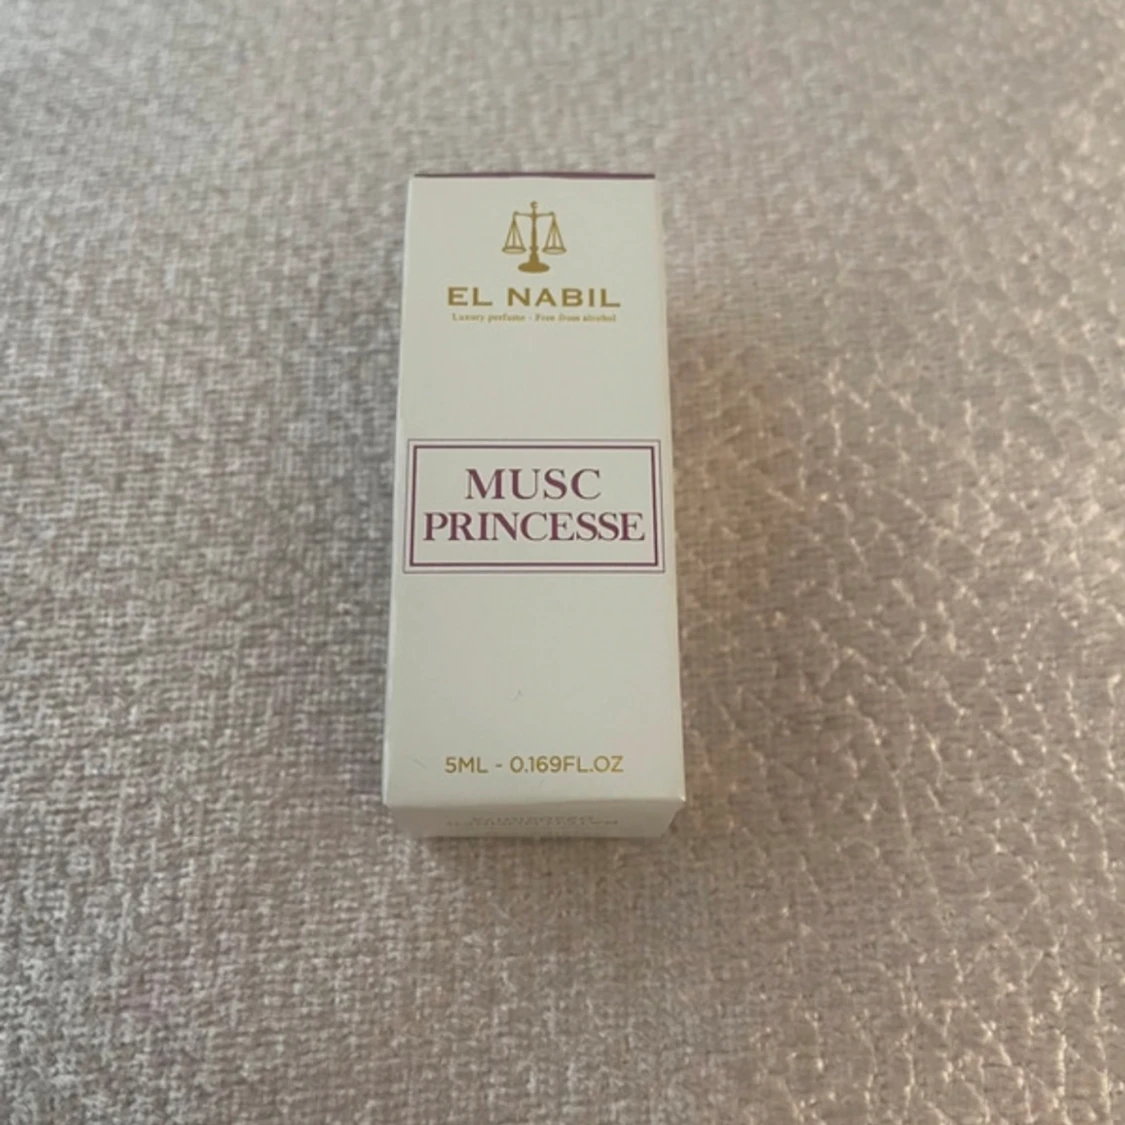 EL NABIL
Luxury perfume - Free from alcohol
MUSC
PRINCESSE
5ML - 0.169FL.OZ